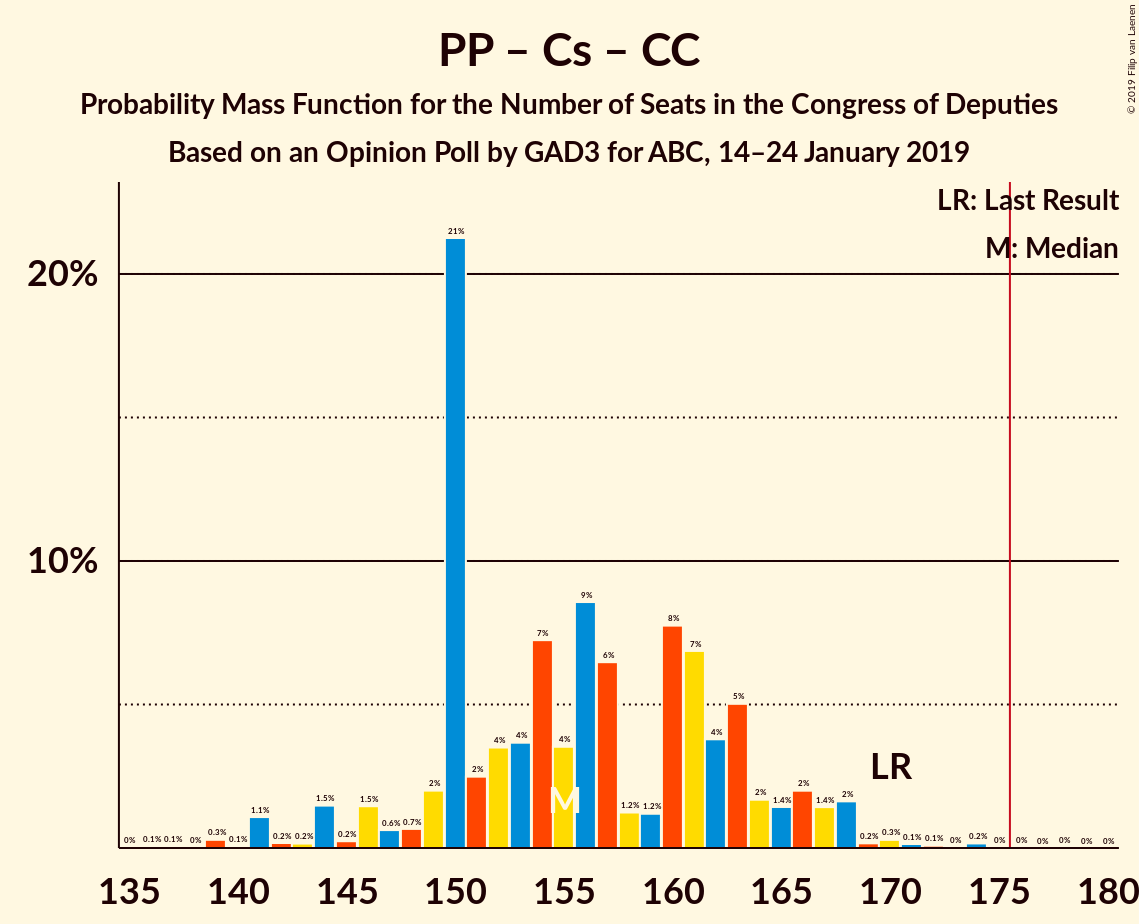 PP – Cs – CC
Probability Mass Function for the Number of Seats in the Congress of Deputies
Based on an Opinion Poll by GAD3 for ABC, 14–24 January 2019
© 2019 Filip van Laenen
LR: Last Result
M: Median
20%
10%
0% 0.1% 0.1% 0% 0.3% 0.1% 1.1% 0.2% 0.2% 1.5% 0.2% 1.5% 0.6% 0.7% 2% 21% 2% 4% 4% 7% 4% 9% 6% 1.2% 1.2% 8% 7% 4% 5% 2% 1.4% 2% 1.4% 2% 0.2% 0.3% 0.1% 0.1% 0% 0.2% 0% 0% 0% 0% 0% 0%
M
LR
135 140 145 150 155 160 165 170 175 180